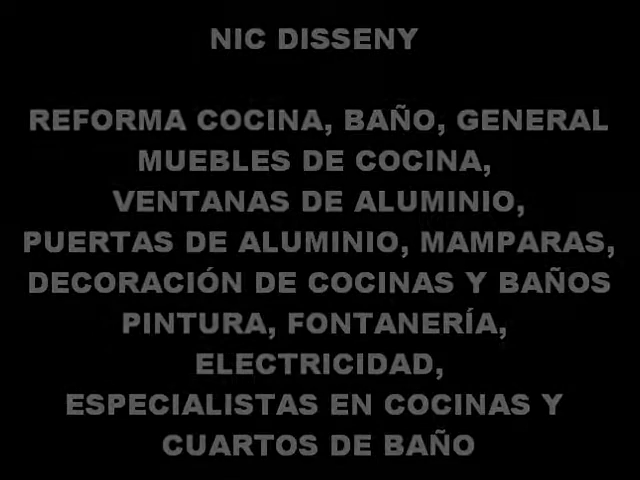 NIC DISSENY
REFORMA COCINA, BAÑO, GENERAL
MUEBLES DE COCINA,
VENTANAS DE ALUMINIO,
PUERTAS DE ALUMINIO, MAMPARAS,
DECORACIÓN DE COCINAS Y BAÑOS
PINTURA, FONTANERÍA,
ELECTRICIDAD,
ESPECIALISTAS EN COCINAS Y
CUARTOS DE BAÑO